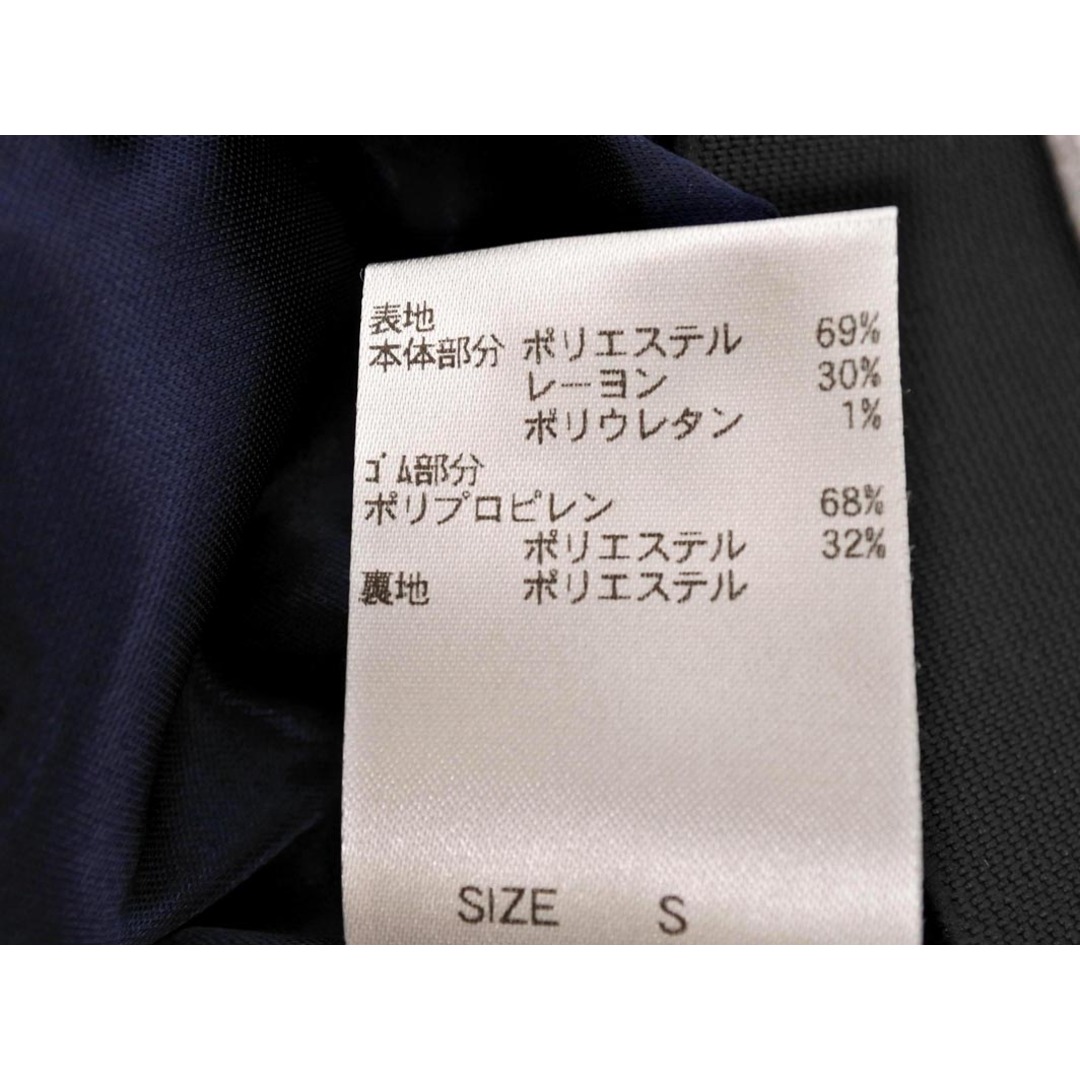 表地
本体部分 ポリエステル 69%
レーヨン 30%
ポリウレタン 1%
ｺﾞﾑ部分
ポリプロピレン 68%
ポリエステル 32%
裏地 ポリエステル
SIZE S